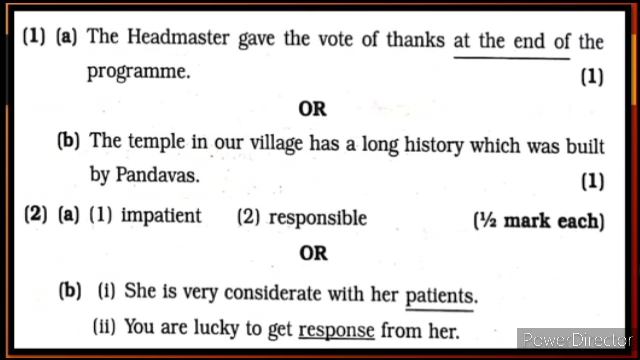 (1) (a) The Headmaster gave the vote of thanks at the end of the
programme. (1)
OR
(b) The temple in our village has a long history which was built
by Pandavas. (1)
(2) (a) (1) impatient (2) responsible (½ mark each)
OR
(b) (i) She is very considerate with her patients.
(ii) You are lucky to get response from her.
PowerDirector